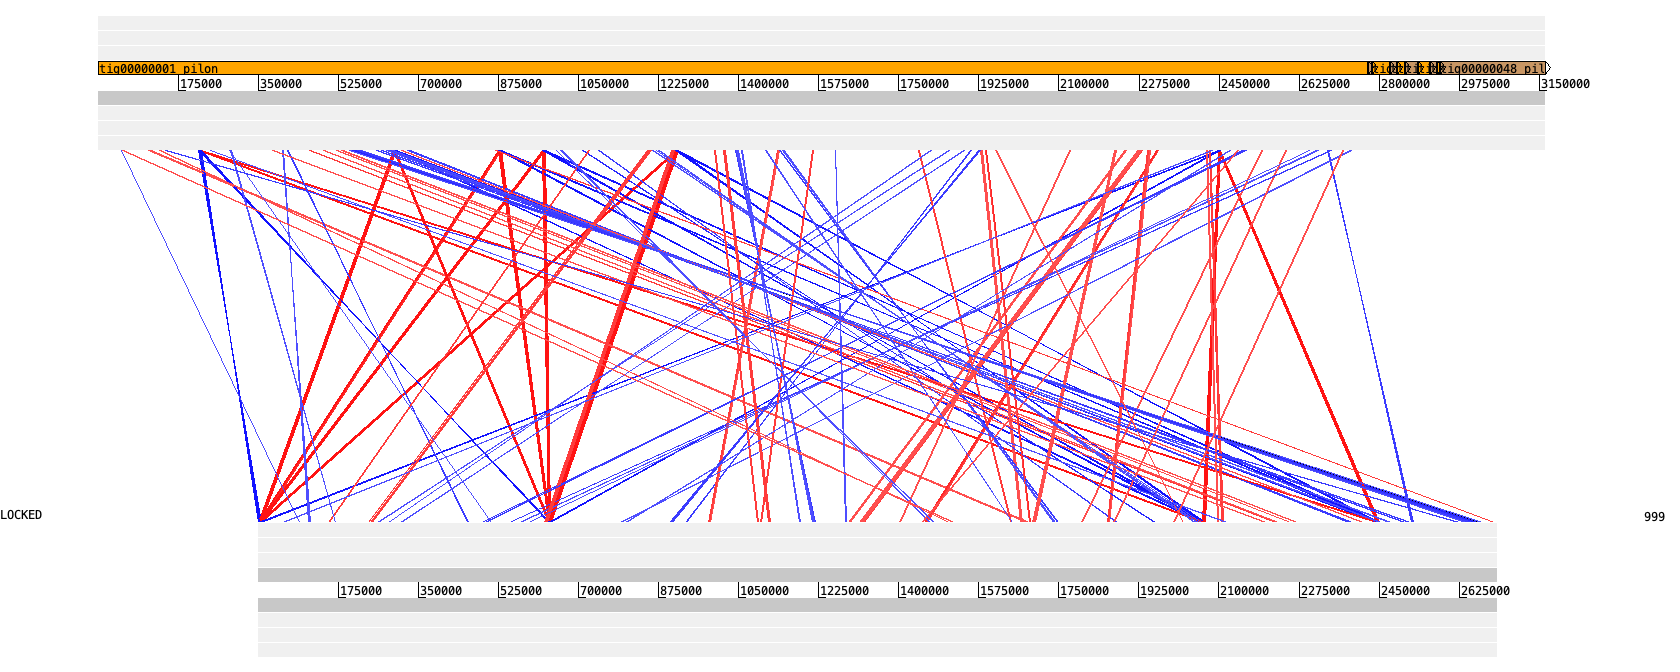 tig00000001_pilon tig00000048_pil
175000 350000 525000 700000 875000 1050000 1225000 1400000 1575000 1750000 1925000 2100000 2275000 2450000 2625000 2800000 2975000 3150000
LOCKED 999
175000 350000 525000 700000 875000 1050000 1225000 1400000 1575000 1750000 1925000 2100000 2275000 2450000 2625000